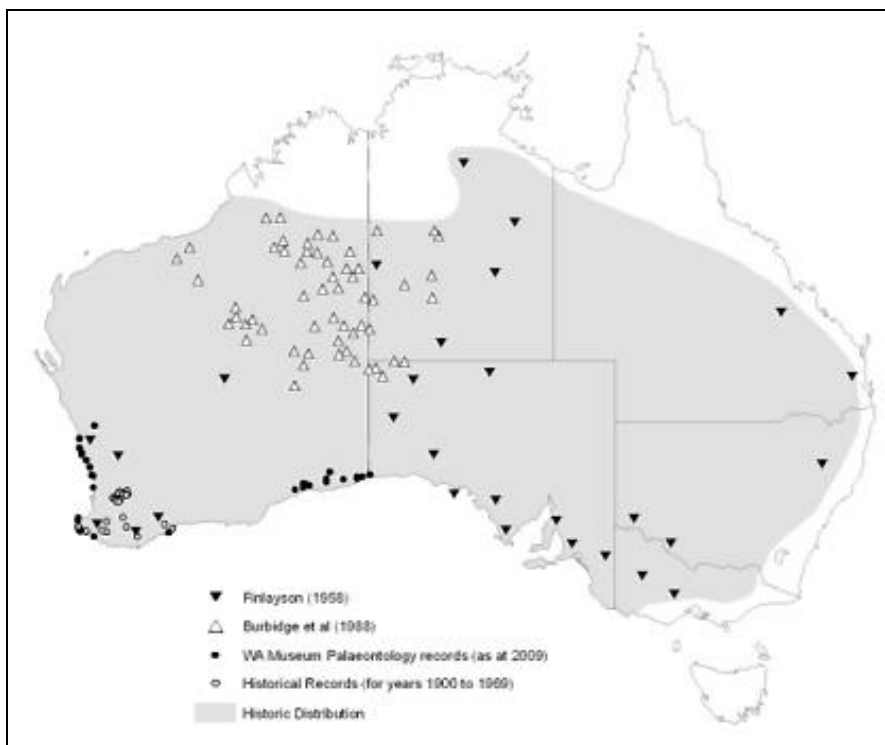 Finlayson (1958)
Burbidge et al (1988)
WA Museum Palaeontology records (as at 2009)
Historical Records (for years 1900 to 1969)
Historic Distribution